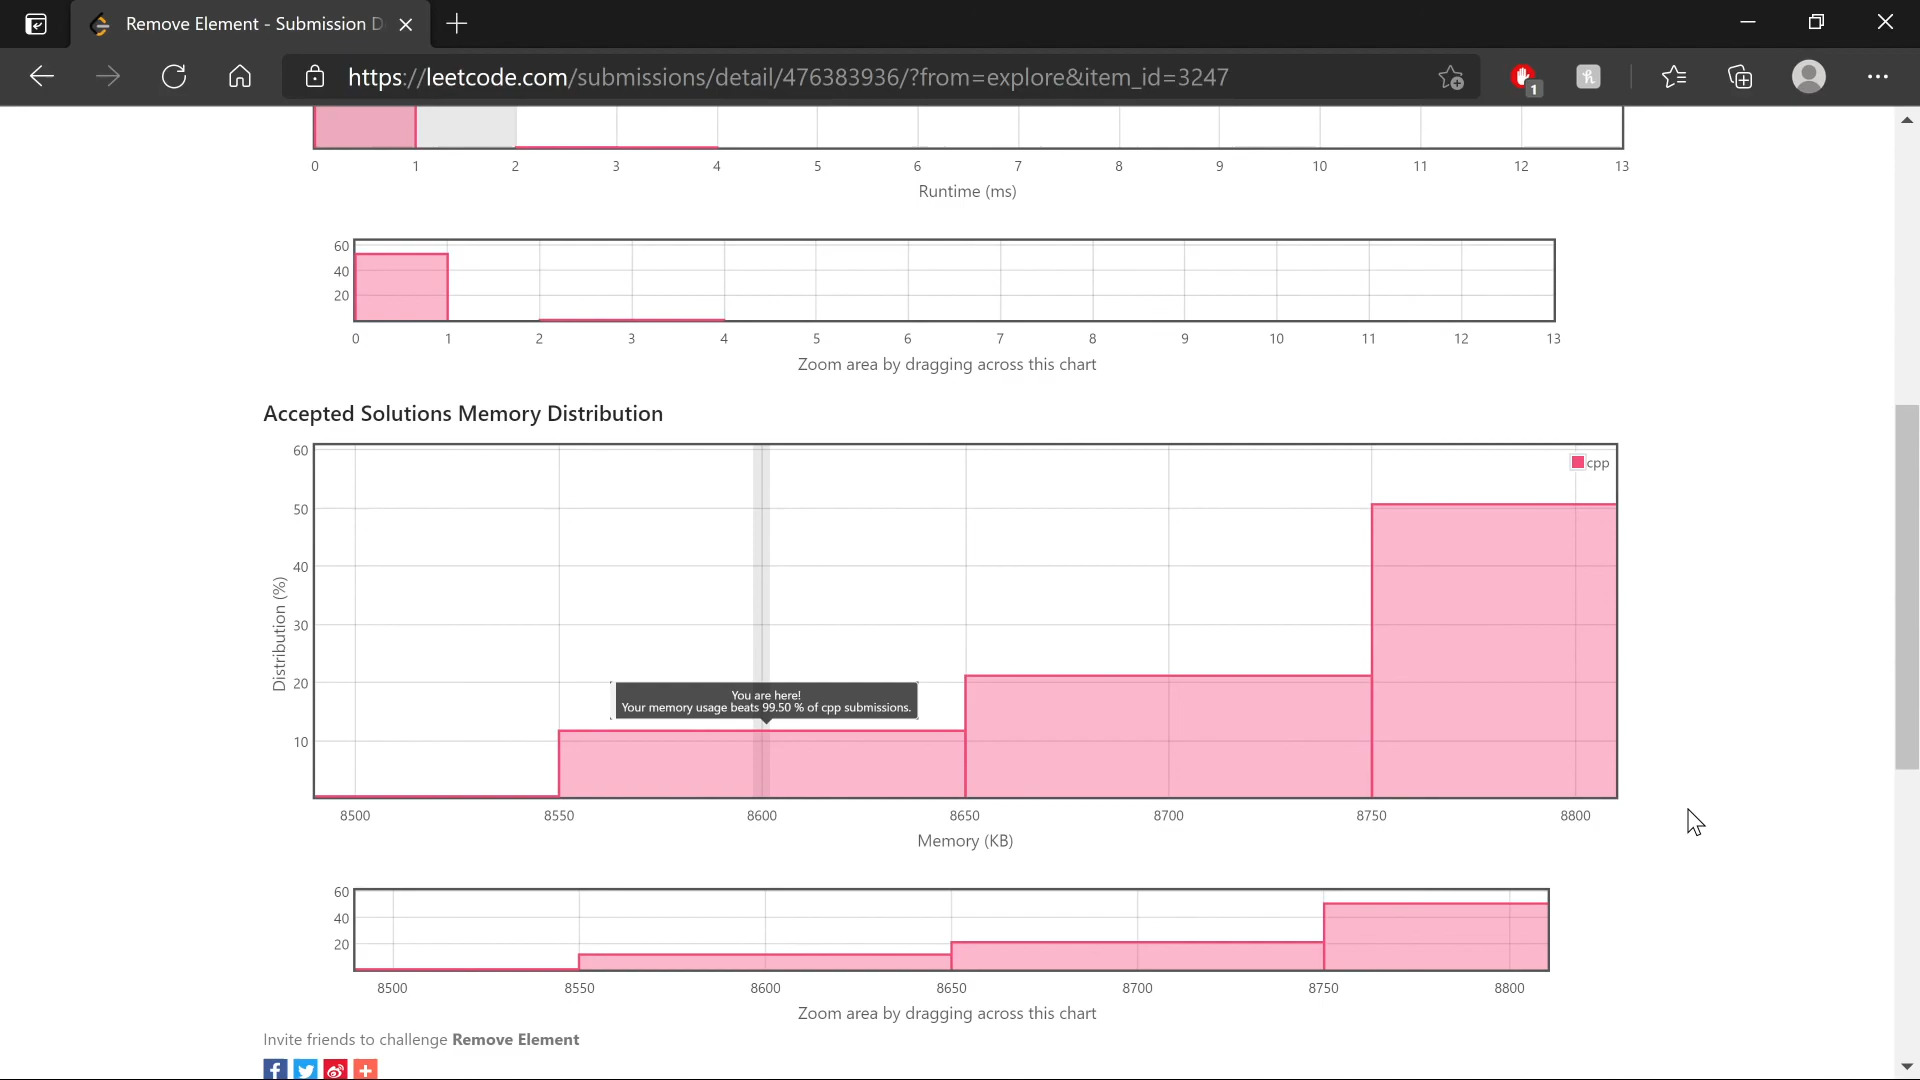 Remove Element - Submission D
https://leetcode.com/submissions/detail/476383936/?from=explore&item_id=3247
1
0 1 2 3 4 5 6 7 8 9 10 11 12 13
Runtime (ms)
60
40
20
0 1 2 3 4 5 6 7 8 9 10 11 12 13
Zoom area by dragging across this chart
Accepted Solutions Memory Distribution
60
cpp
50
40
30
20
10
Distribution (%)
You are here!
Your memory usage beats 99.50 % of cpp submissions.
8500 8550 8600 8650 8700 8750 8800
Memory (KB)
60
40
20
8500 8550 8600 8650 8700 8750 8800
Zoom area by dragging across this chart
Invite friends to challenge Remove Element